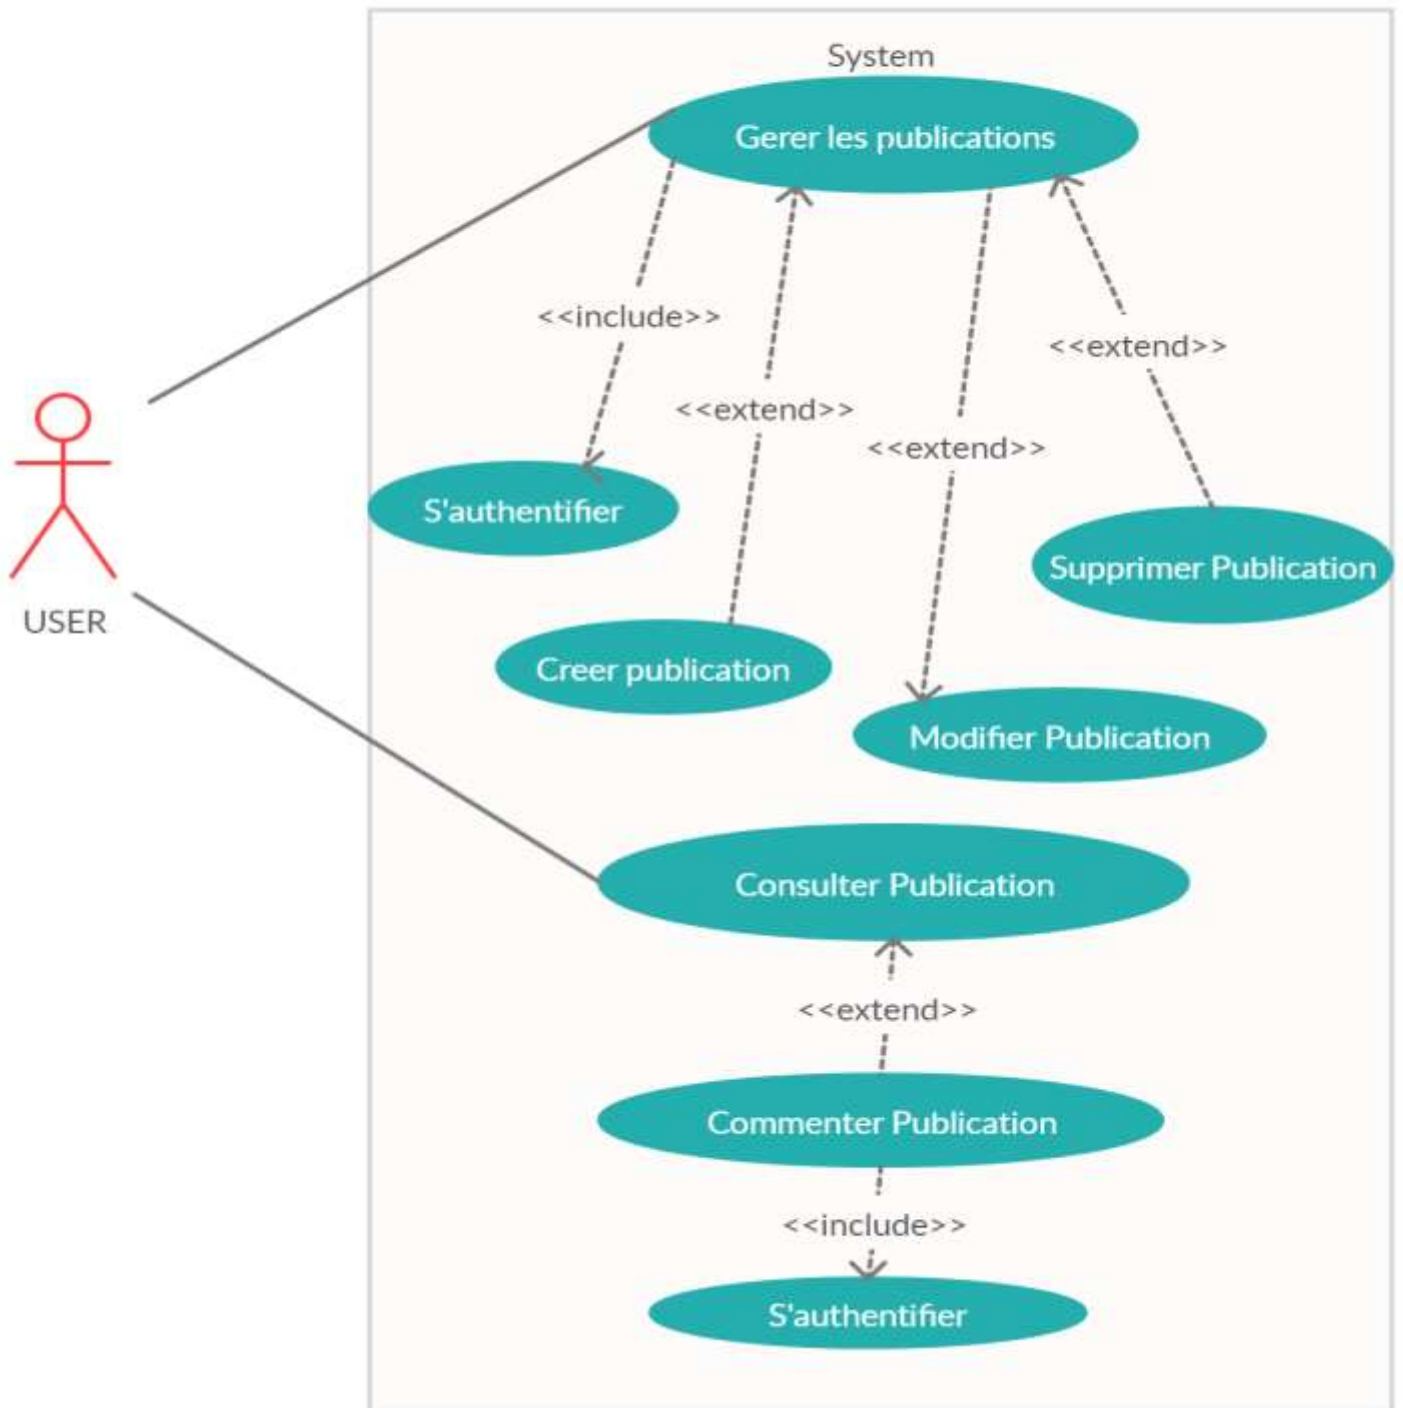 System
Gerer les publications
<<include>>
<<extend>>
<<extend>>
<<extend>>
S'authentifier
Supprimer Publication
USER
Creer publication
Modifier Publication
Consulter Publication
<<extend>>
Commenter Publication
<<include>>
S'authentifier